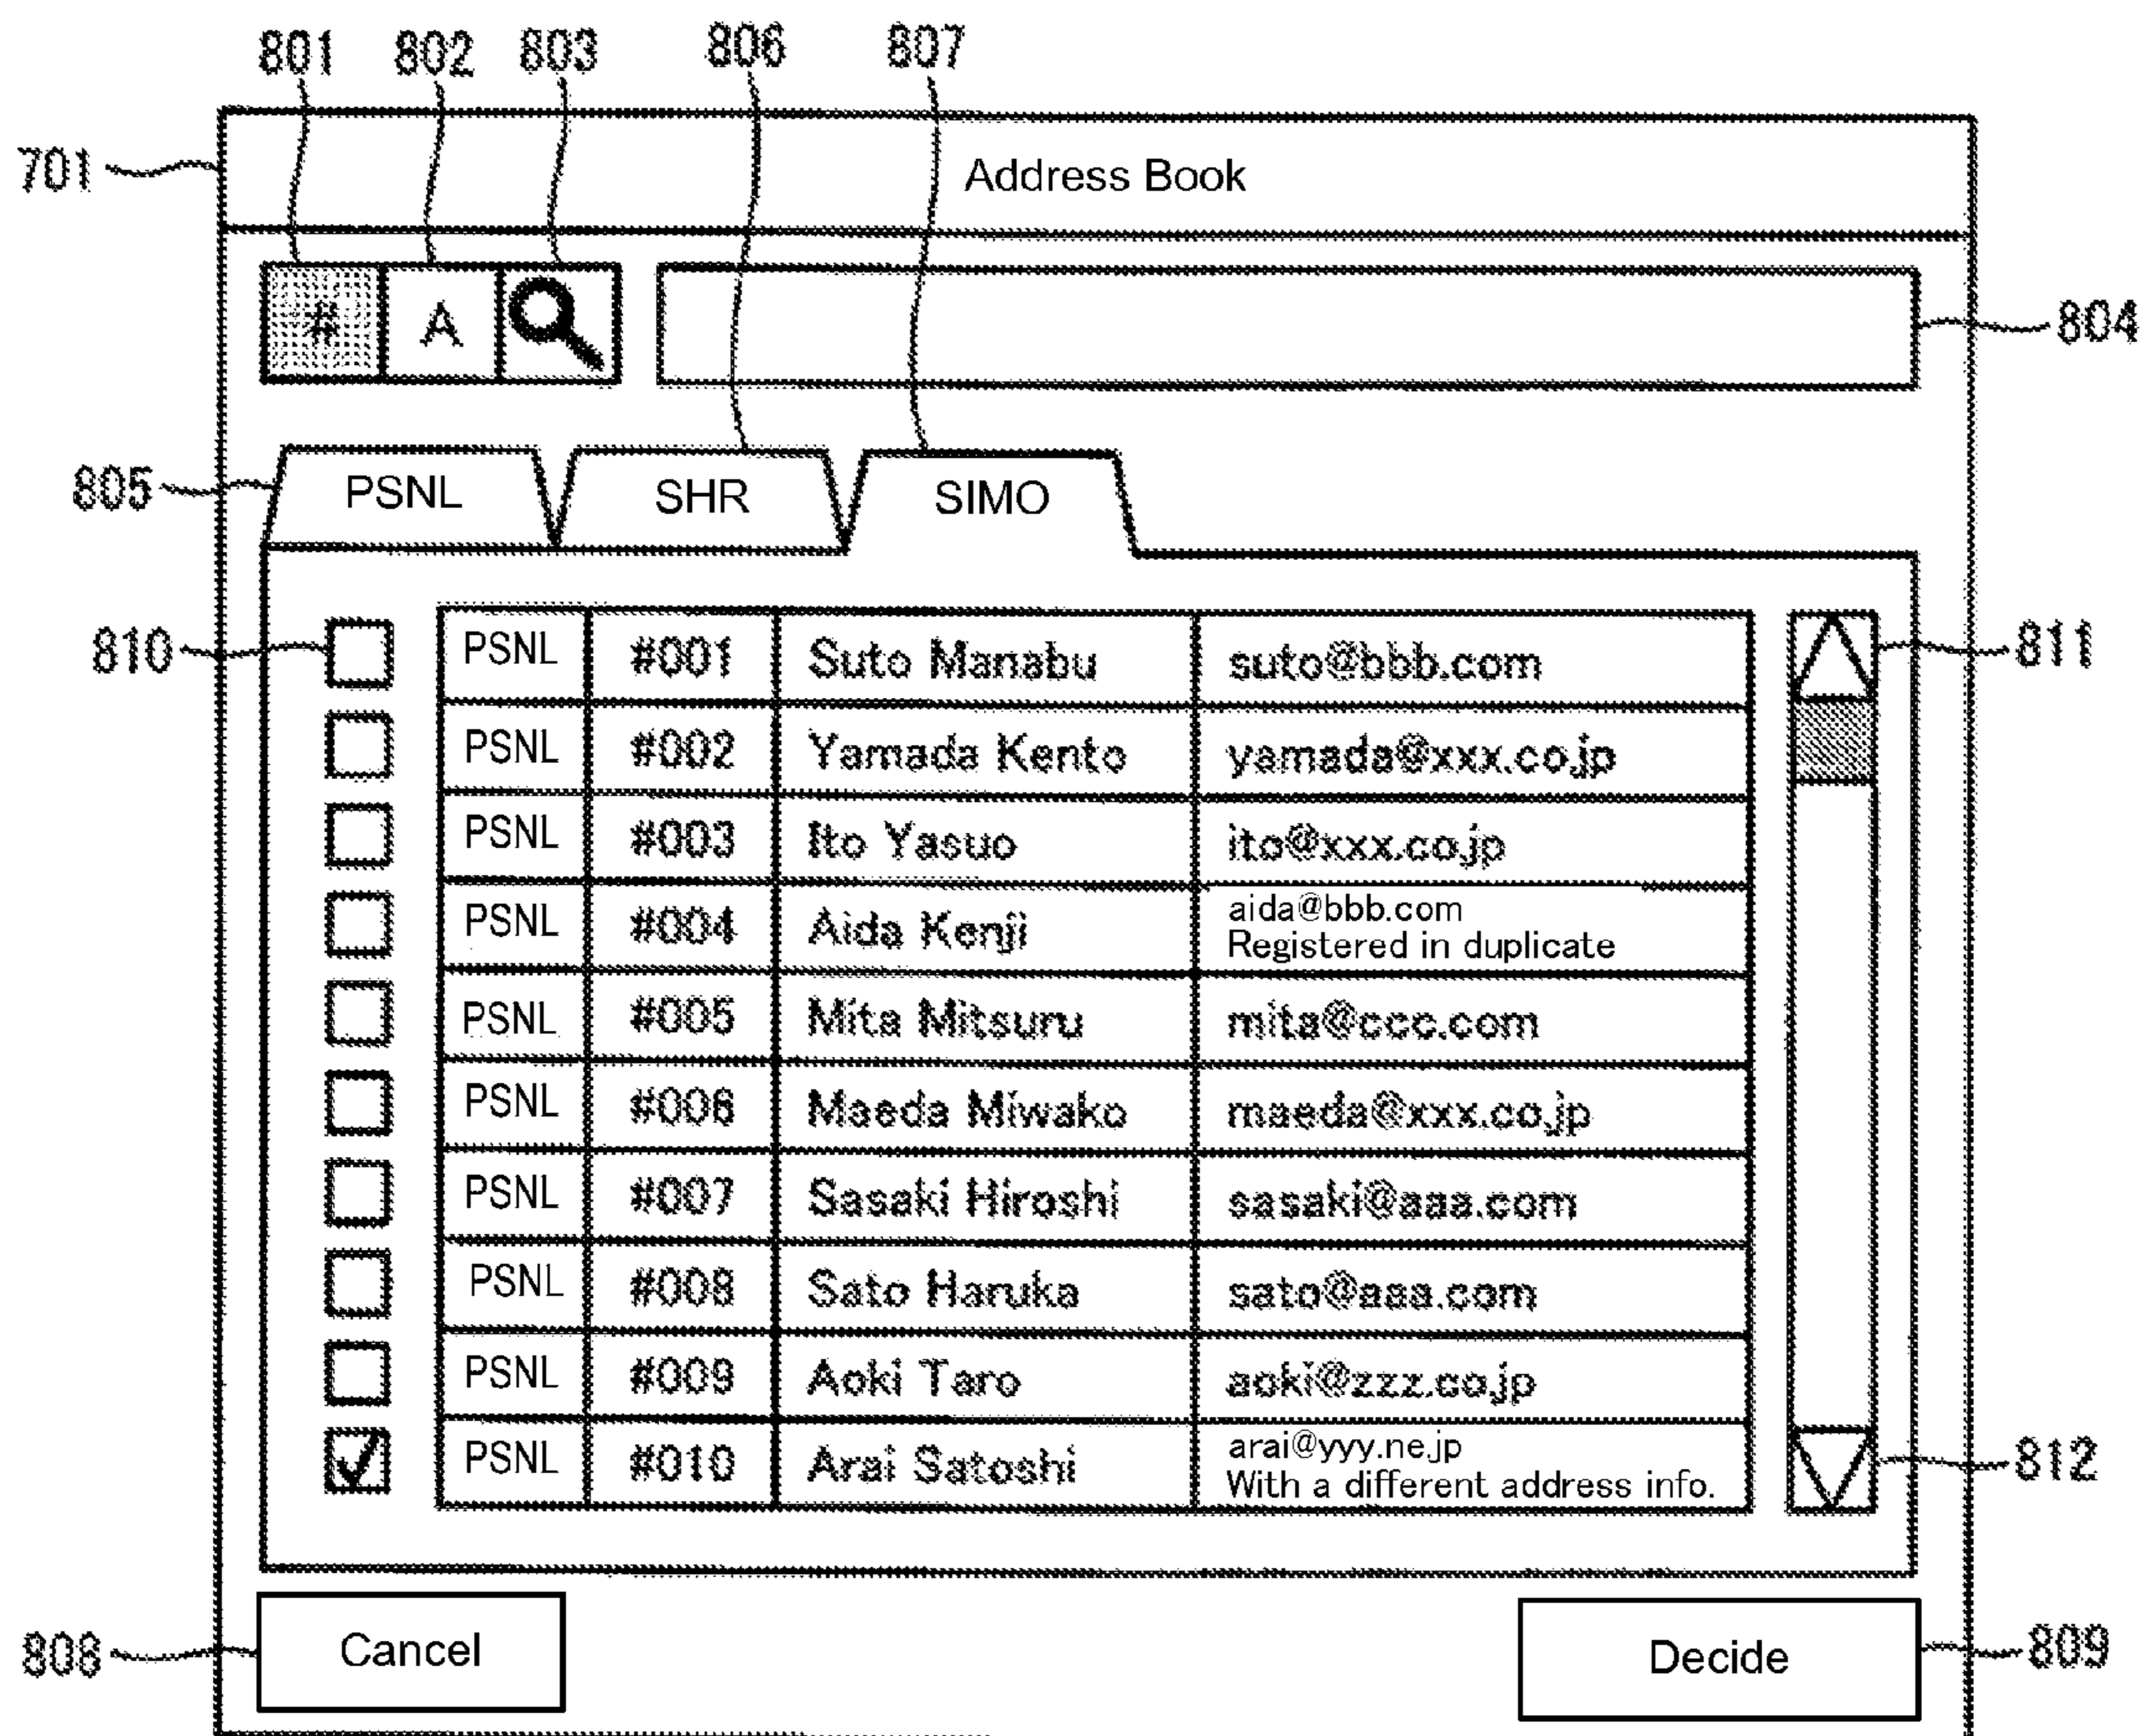 801 802 803 806 807
701
Address Book
# A
804
805 PSNL SHR SIMO
810 PSNL #001 Suto Manabu suto@bbb.com 811
PSNL #002 Yamada Kento yamada@xxx.co.jp
PSNL #003 Ito Yasuo ito@xxx.co.jp
PSNL #004 Aida Kenji aida@bbb.com
Registered in duplicate
PSNL #005 Mita Mitsuru mita@ccc.com
PSNL #006 Maeda Miwako maeda@xxx.co.jp
PSNL #007 Sasaki Hiroshi sasaki@aaa.com
PSNL #008 Sato Haruka sato@aaa.com
PSNL #009 Aoki Taro aoki@zzz.co.jp
PSNL #010 Arai Satoshi arai@yyy.ne.jp
With a different address info.
812
808 Cancel Decide 809